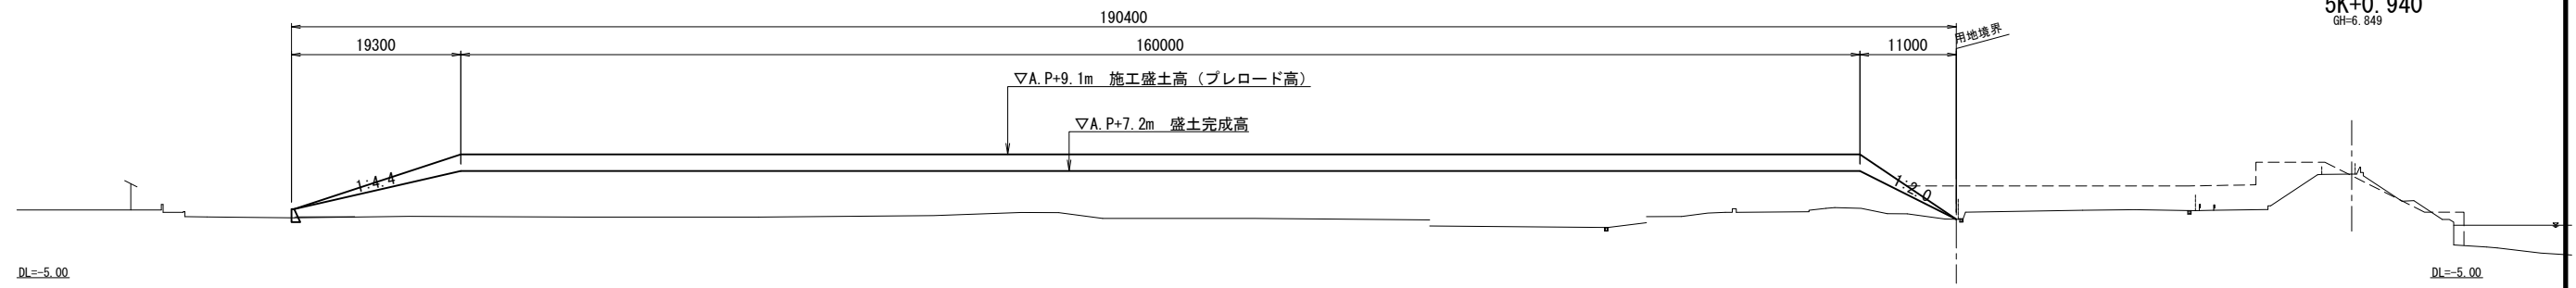 190400
5K+0.940
GH=6.849
用地境界
19300
160000
11000
▽A.P+9.1m 施工盛土高（プレロード高）
▽A.P+7.2m 盛土完成高
1:4.4
1:2.0
DL=-5.00
DL=-5.00